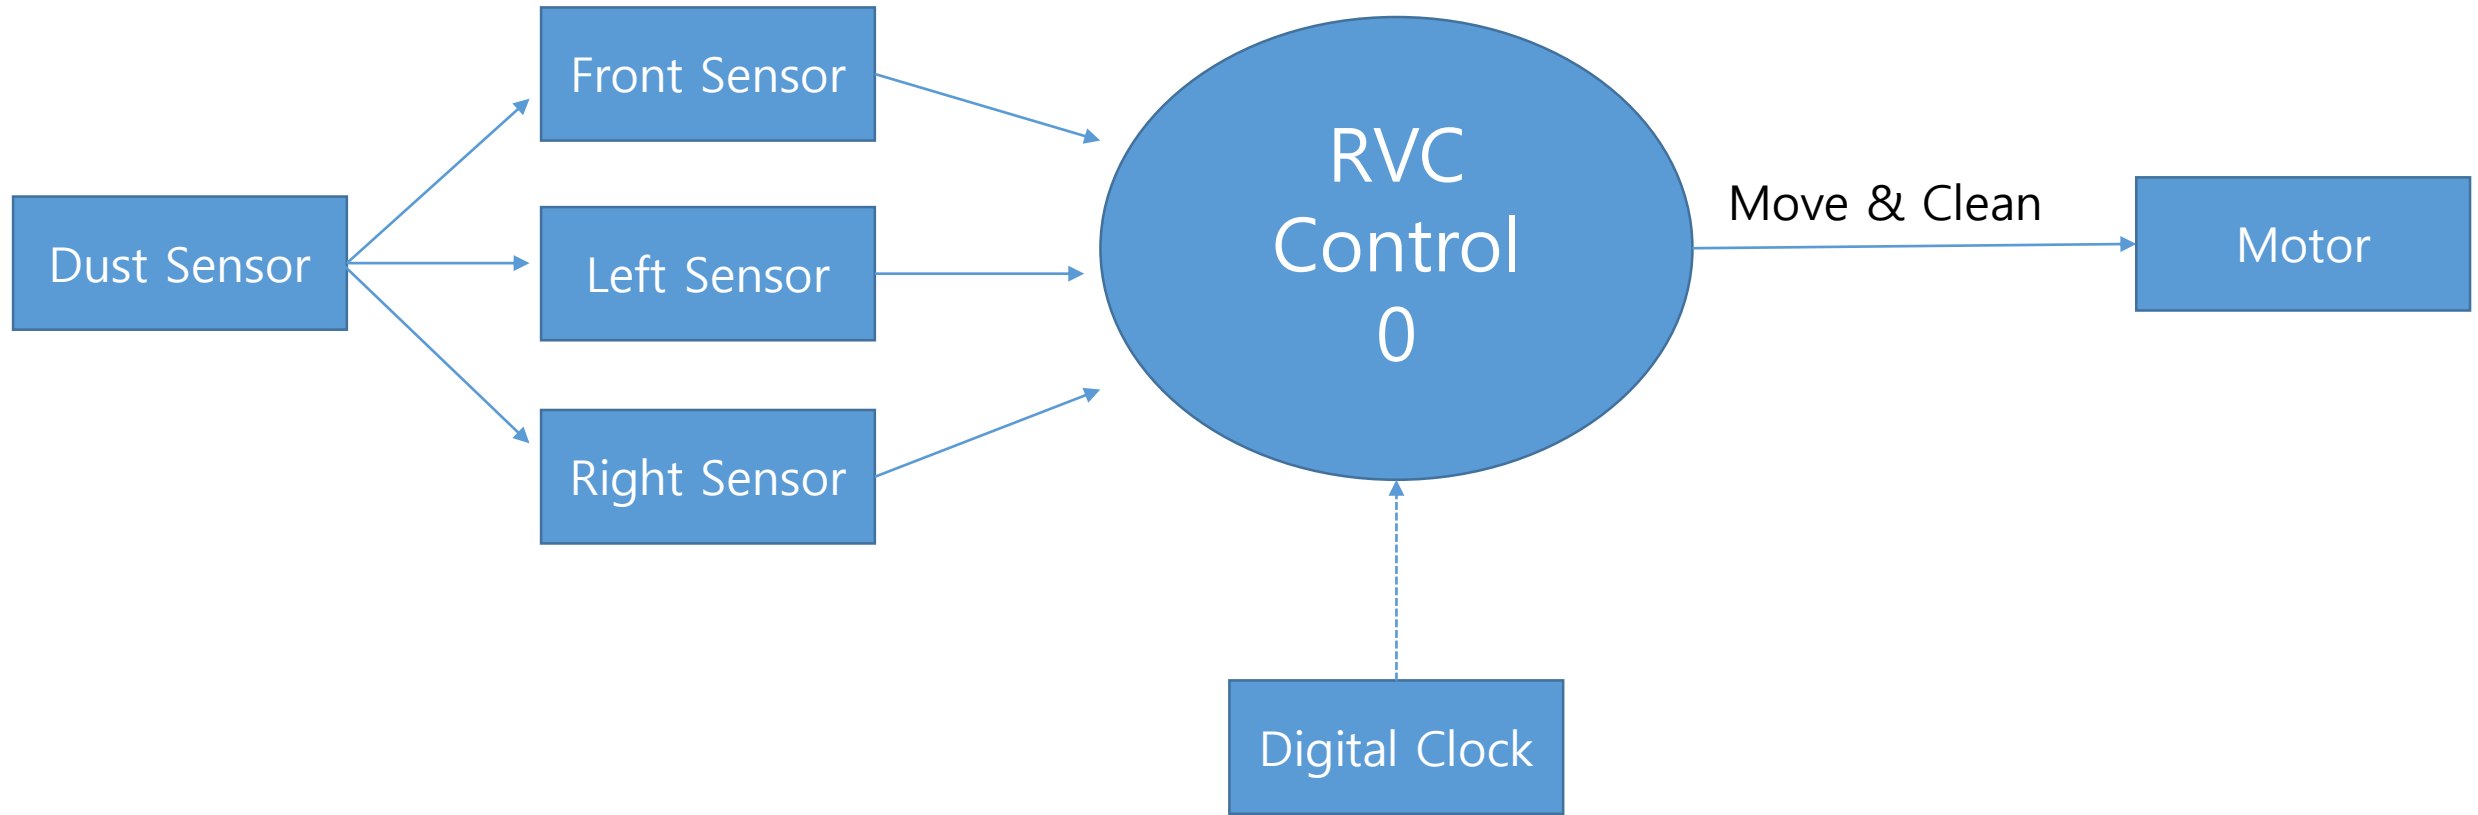 Front Sensor
Dust Sensor
Left Sensor
Right Sensor
RVC
Control
0
Move & Clean
Motor
Digital Clock